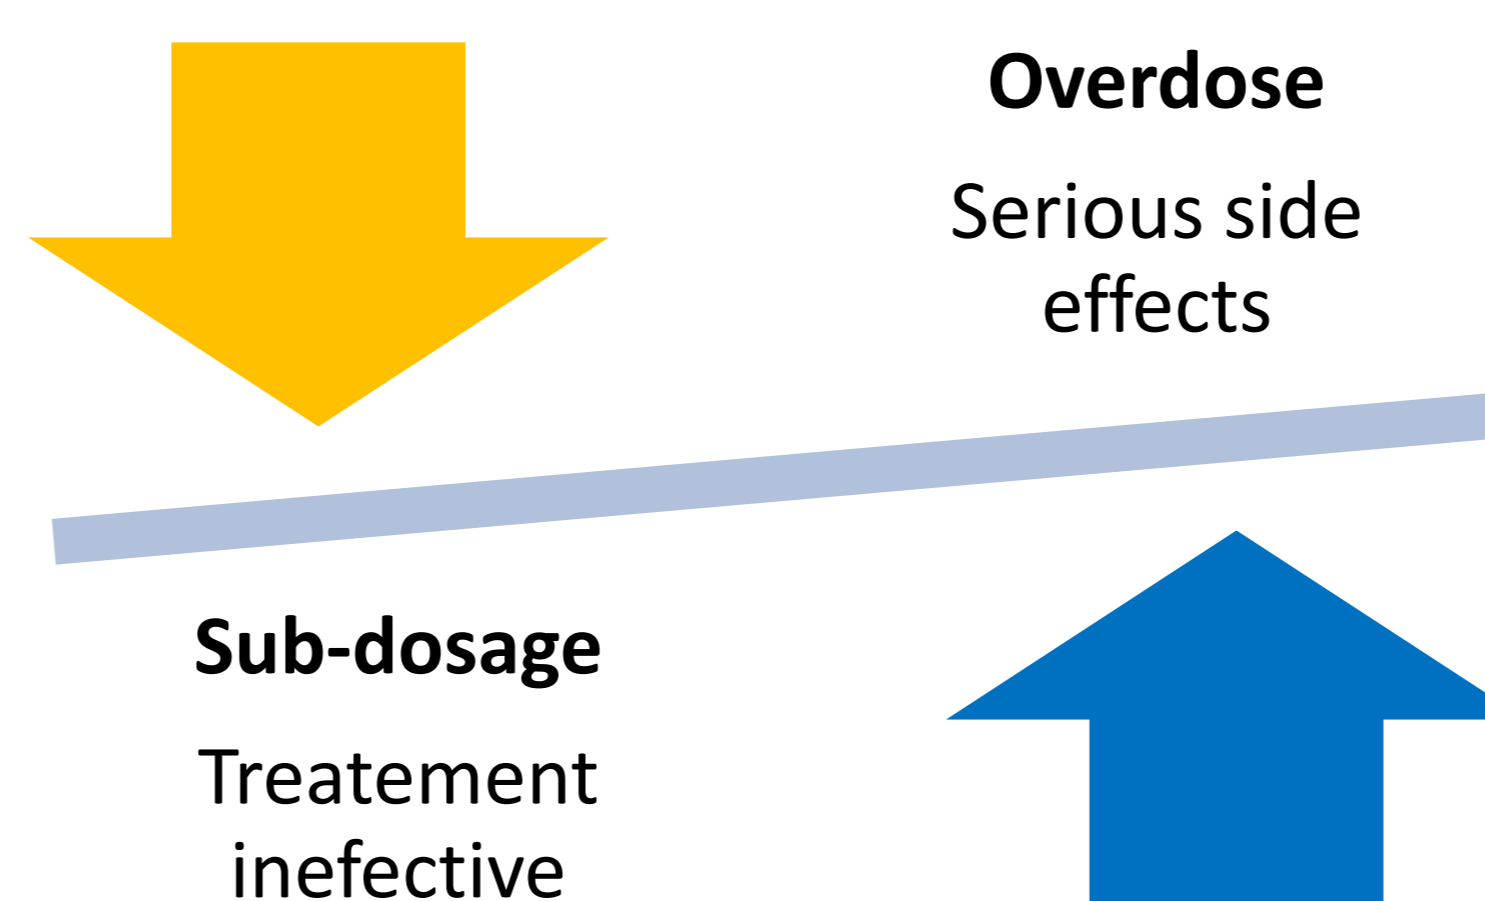 Overdose
Serious side
effects
Sub-dosage
Treatement
inefective